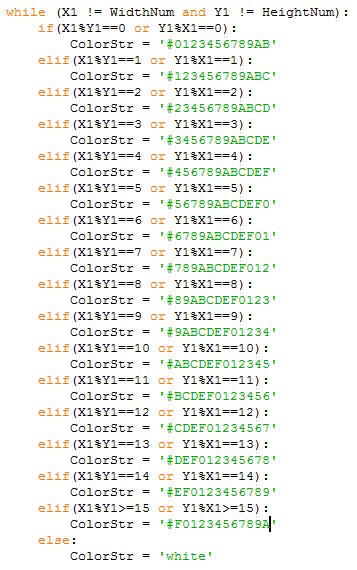 while (X1 != WidthNum and Y1 != HeightNum):
if(X1%Y1==0 or Y1%X1==0):
ColorStr = '#0123456789AB'
elif(X1%Y1==1 or Y1%X1==1):
ColorStr = '#123456789ABC'
elif(X1%Y1==2 or Y1%X1==2):
ColorStr = '#23456789ABCD'
elif(X1%Y1==3 or Y1%X1==3):
ColorStr = '#3456789ABCDE'
elif(X1%Y1==4 or Y1%X1==4):
ColorStr = '#456789ABCDEF'
elif(X1%Y1==5 or Y1%X1==5):
ColorStr = '#56789ABCDEF0'
elif(X1%Y1==6 or Y1%X1==6):
ColorStr = '#6789ABCDEF01'
elif(X1%Y1==7 or Y1%X1==7):
ColorStr = '#789ABCDEF012'
elif(X1%Y1==8 or Y1%X1==8):
ColorStr = '#89ABCDEF0123'
elif(X1%Y1==9 or Y1%X1==9):
ColorStr = '#9ABCDEF01234'
elif(X1%Y1==10 or Y1%X1==10):
ColorStr = '#ABCDEF012345'
elif(X1%Y1==11 or Y1%X1==11):
ColorStr = '#BCDEF0123456'
elif(X1%Y1==12 or Y1%X1==12):
ColorStr = '#CDEF01234567'
elif(X1%Y1==13 or Y1%X1==13):
ColorStr = '#DEF012345678'
elif(X1%Y1==14 or Y1%X1==14):
ColorStr = '#EF0123456789'
elif(X1%Y1>=15 or Y1%X1>=15):
ColorStr = '#F0123456789A'
else:
ColorStr = 'white'